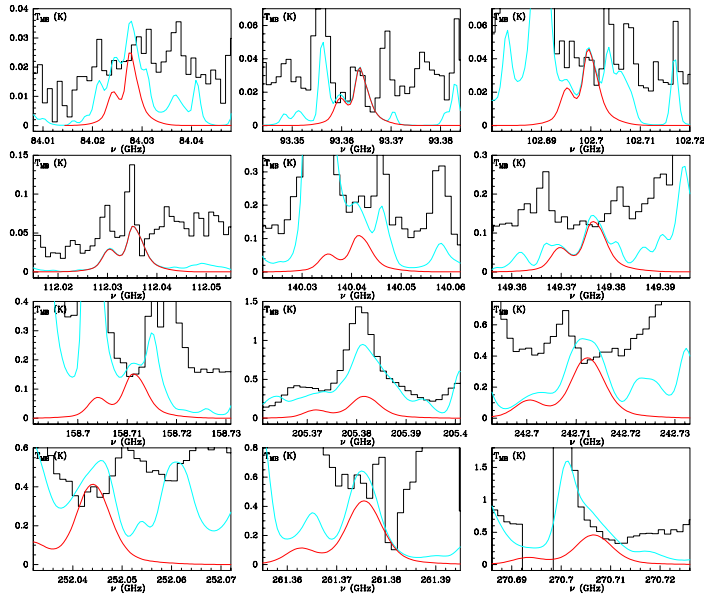 T_MB (K) T_MB (K) T_MB (K)
0.04 0.03 0.02 0.01 0
0.06 0.04 0.02 0
0.06 0.04 0.02 0
84.01 84.02 84.03 84.04
93.35 93.36 93.37 93.38
102.69 102.7 102.71 102.72
ν (GHz) ν (GHz) ν (GHz)
T_MB (K) T_MB (K) T_MB (K)
0.15 0.1 0.05 0
0.3 0.2 0.1 0
0.3 0.2 0.1 0
112.02 112.03 112.04 112.05
140.03 140.04 140.05 140.06
149.36 149.37 149.38 149.39
ν (GHz) ν (GHz) ν (GHz)
T_MB (K) T_MB (K) T_MB (K)
0.4 0.3 0.2 0.1 0
1.5 1 0.5 0
0.6 0.4 0.2 0
158.7 158.71 158.72 158.73
205.37 205.38 205.39 205.4
242.7 242.71 242.72 242.73
ν (GHz) ν (GHz) ν (GHz)
T_MB (K) T_MB (K) T_MB (K)
0.6 0.4 0.2 0
0.8 0.6 0.4 0.2 0
1.5 1 0.5 0
252.04 252.05 252.06 252.07
261.36 261.37 261.38 261.39
270.69 270.7 270.71 270.72
ν (GHz) ν (GHz) ν (GHz)